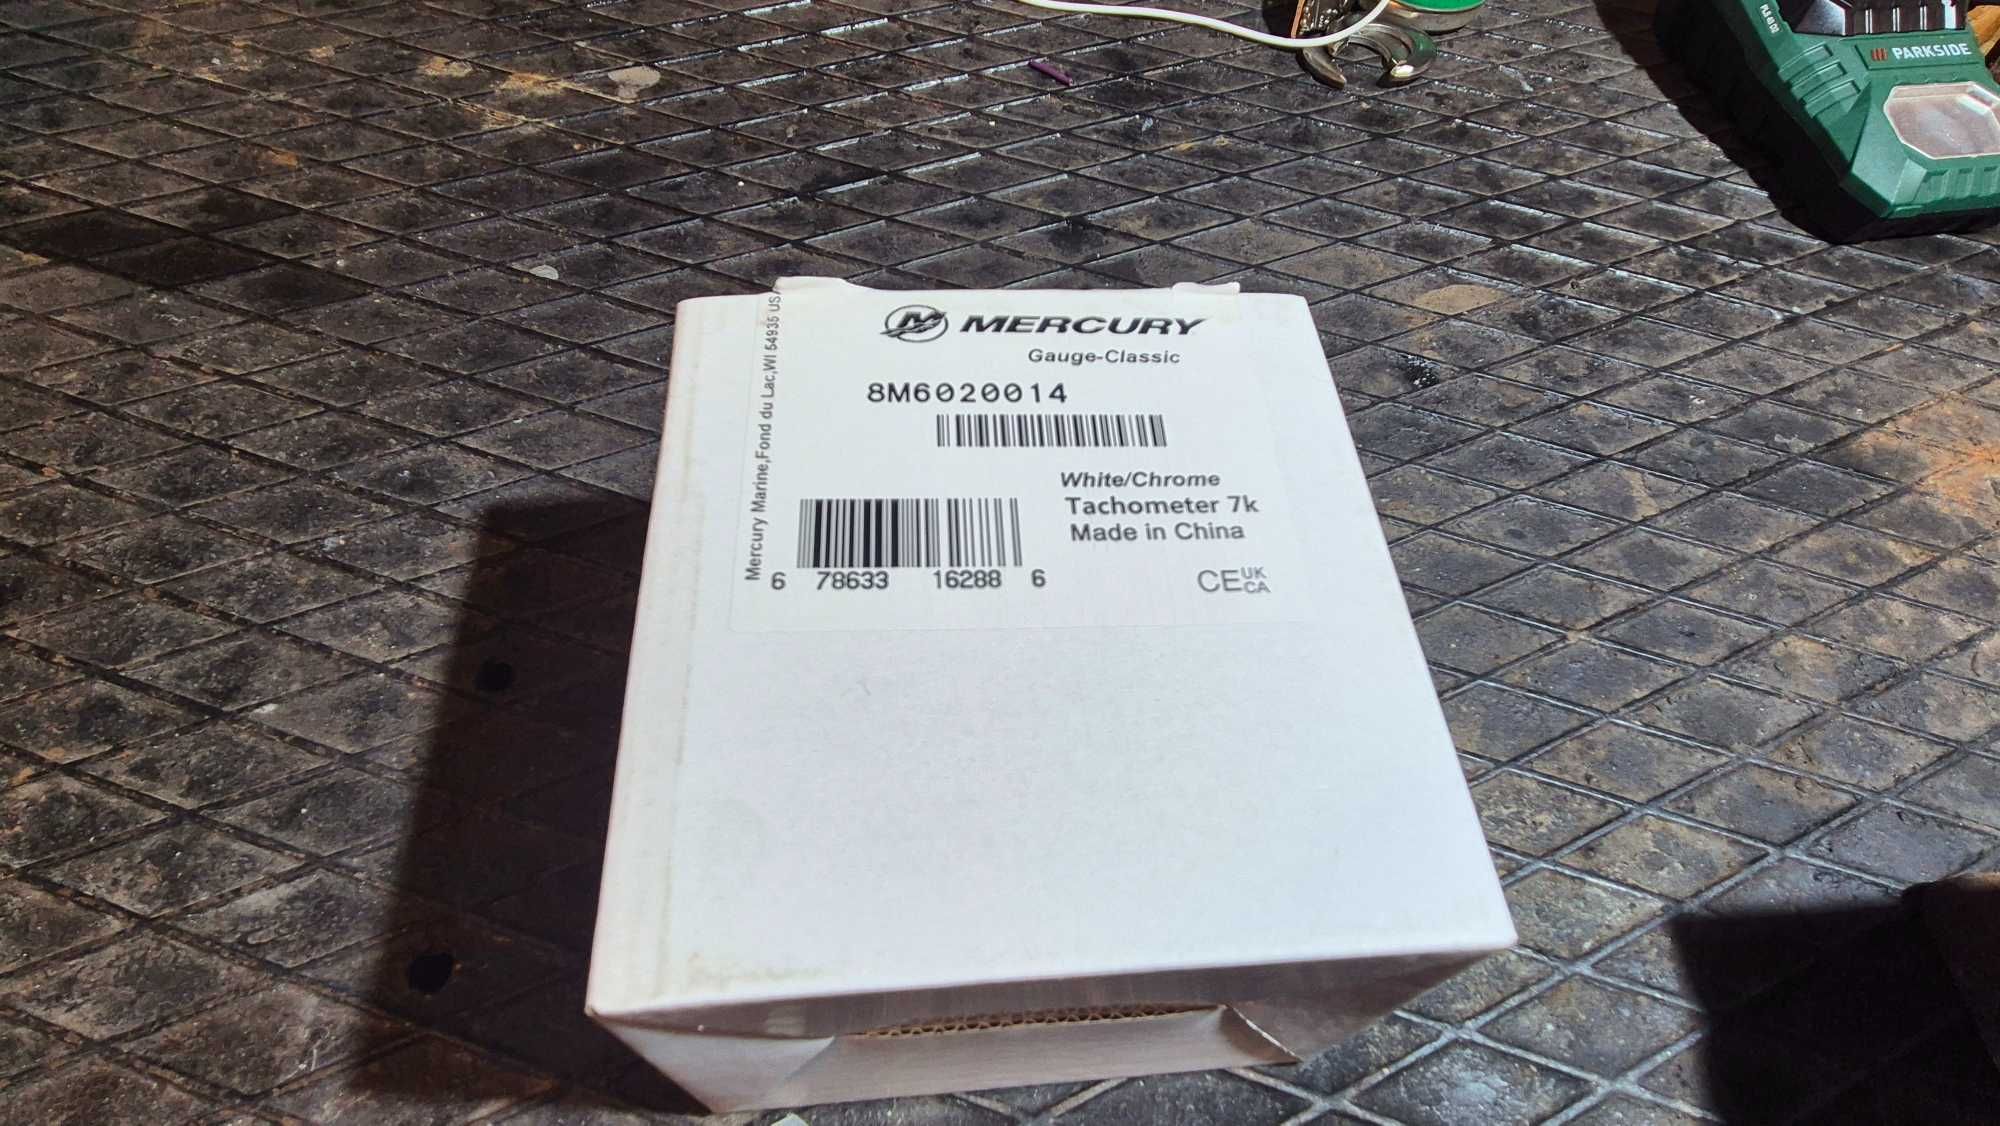 PARKSIDE
MERCURY
Gauge-Classic
8M6020014
White/Chrome
Tachometer 7k
Made in China
6 78633 16288 6
CE UK CA
Mercury Marine,Fond du Lac,WI 54935 USA